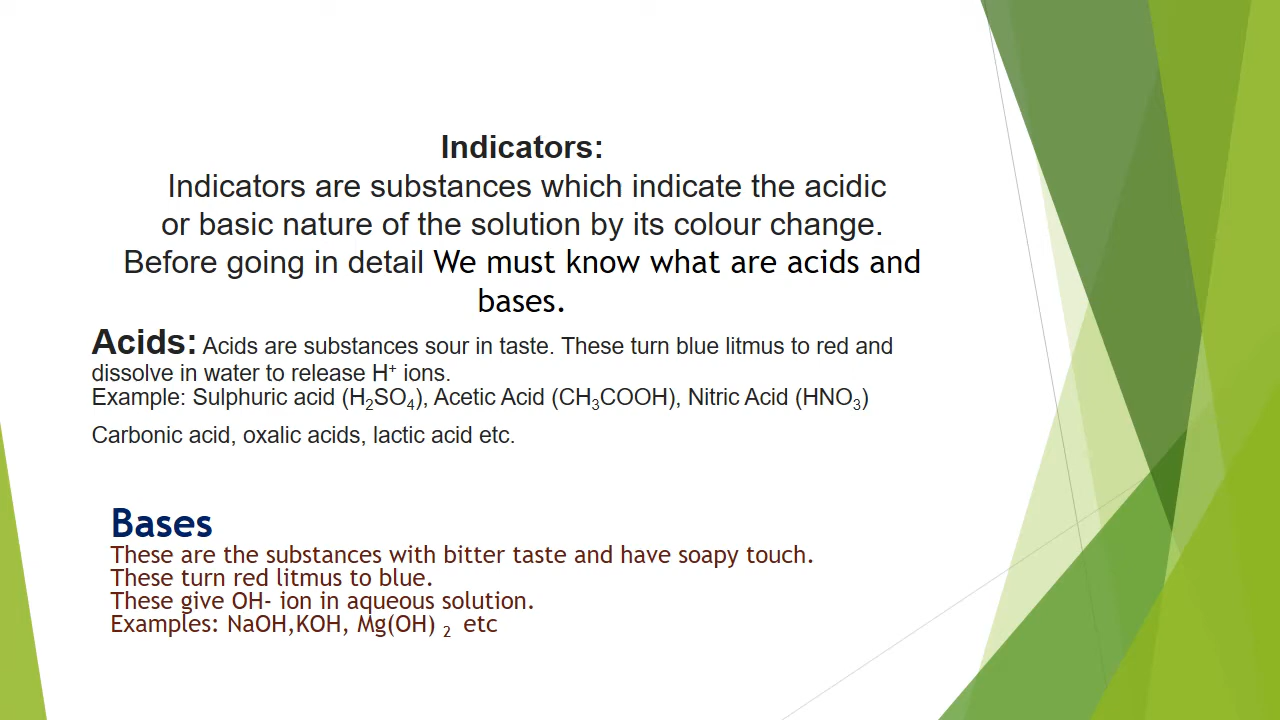 Indicators:
Indicators are substances which indicate the acidic
or basic nature of the solution by its colour change.
Before going in detail We must know what are acids and
bases.
Acids: Acids are substances sour in taste. These turn blue litmus to red and
dissolve in water to release H⁺ ions.
Example: Sulphuric acid (H₂SO₄), Acetic Acid (CH₃COOH), Nitric Acid (HNO₃)
Carbonic acid, oxalic acids, lactic acid etc.
Bases
These are the substances with bitter taste and have soapy touch.
These turn red litmus to blue.
These give OH- ion in aqueous solution.
Examples: NaOH,KOH, Mg(OH) ₂ etc